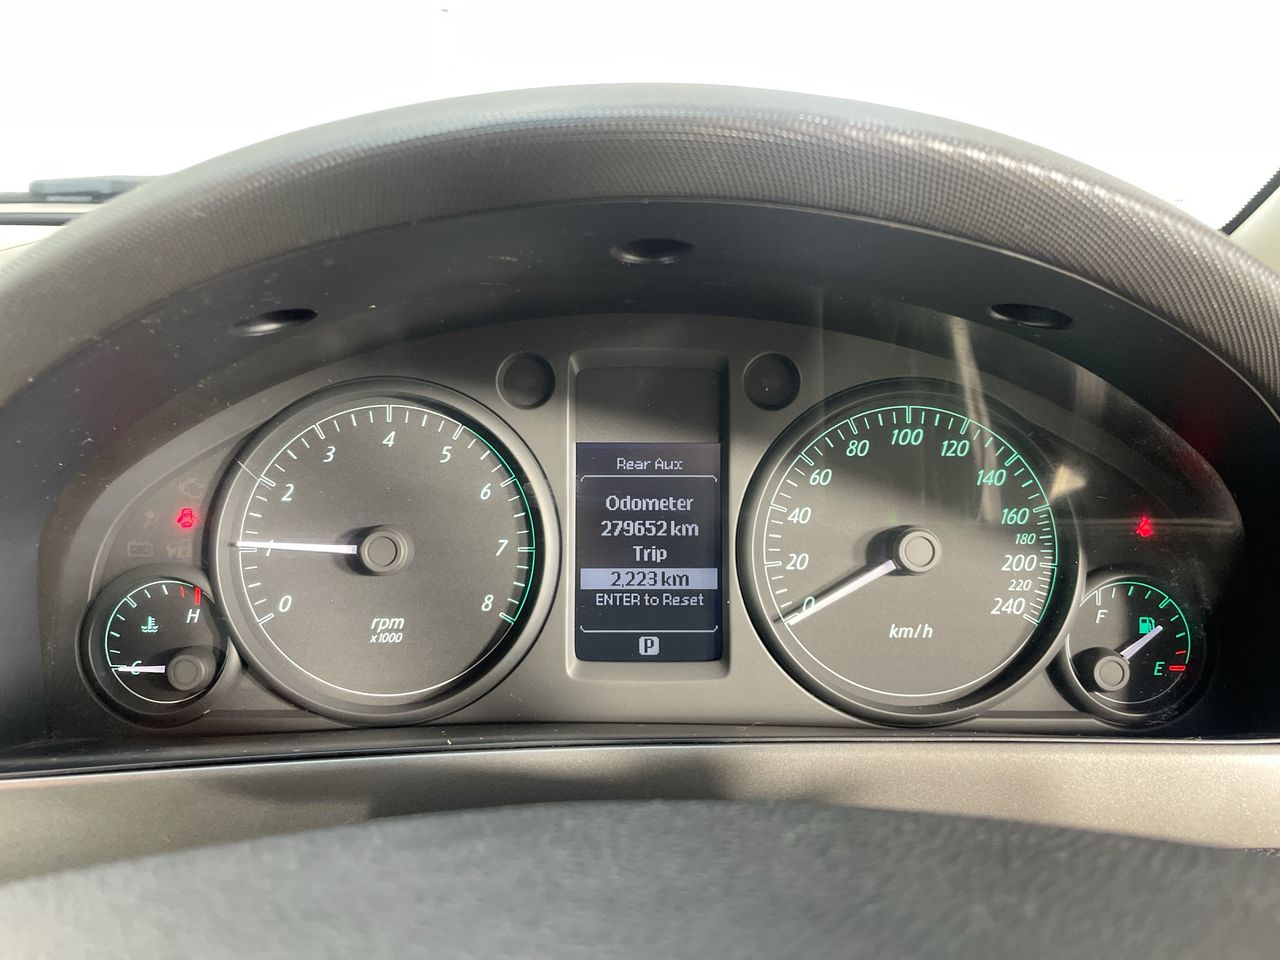 0
1
2
3
4
5
6
7
8
rpm
x1000
C
H
Rear Aux
Odometer
279652 km
Trip
2,223 km
ENTER to Reset
P
0
20
40
60
80
100
120
140
160
180
200
220
240
km/h
F
E